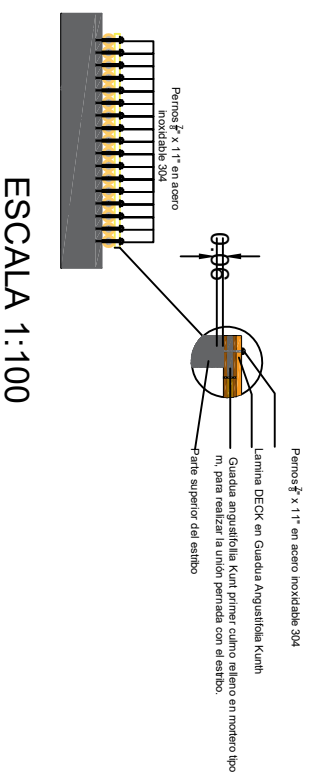 Pernos 7/8" x 11" en acero
inoxidable 304
0.06
Pernos 7/8" x 11" en acero inoxidable 304
Lamina DECK en Guadua Angustifolia Kunth
Guadua angustifollia Kunt primer culmo relleno en mortero tipo
m, para realizar la unión pernada con el estribo.
Parte superior del estribo
ESCALA 1:100